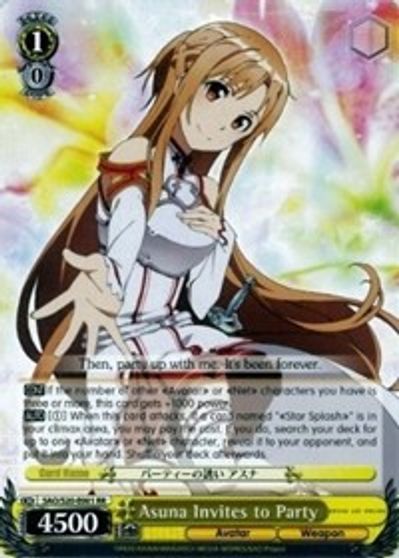 1
0
Then, party up with me. It's been forever.
If the number of other «Avatar» or «Net» characters you have is
three or more, this card gets +1000 power.
[(1)] When this card attacks, if a card named "«Star Splash»" is in
your climax area, you may pay the cost. If you do, search your deck for
up to one «Avatar» or «Net» character, reveal it to your opponent, and
put it into your hand. Shuffle your deck afterwards.
Card Name
パーティーの誘い アスナ
RR
4500
Asuna Invites to Party
Avatar
Weapon